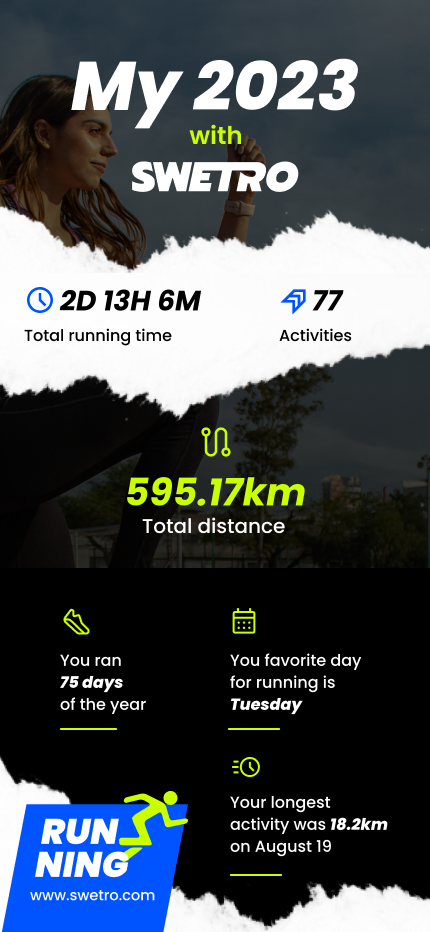 My 2023
with
SWETRO
2D 13H 6M
Total running time
77
Activities
595.17km
Total distance
You ran
75 days
of the year
You favorite day
for running is
Tuesday
Your longest
activity was 18.2km
on August 19
RUN
NING
www.swetro.com